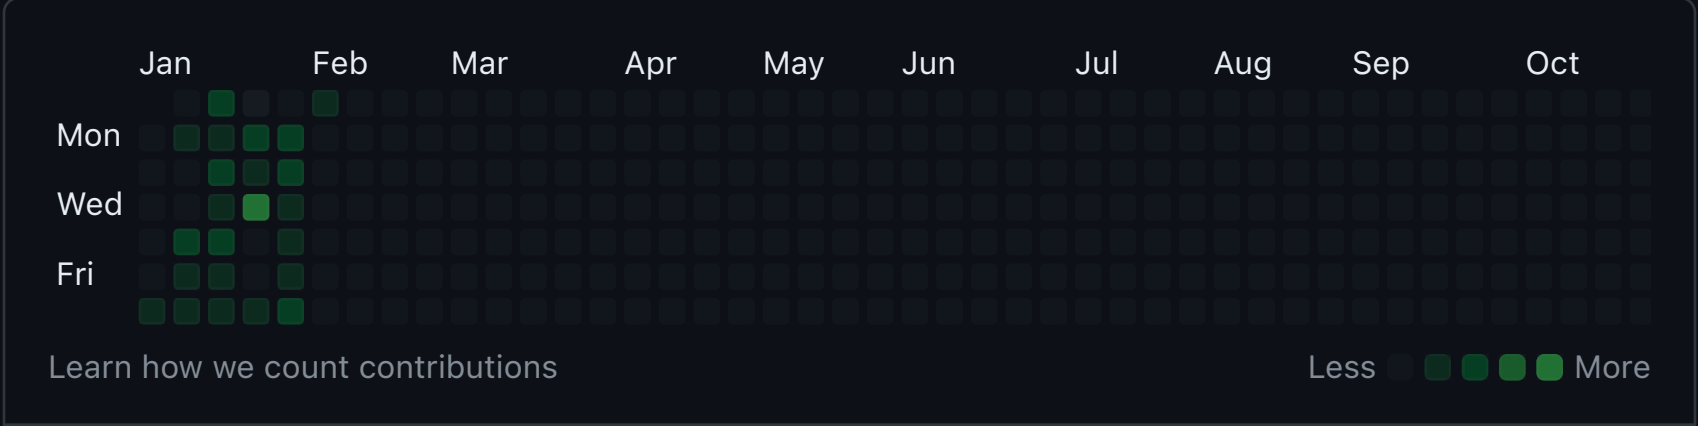 Jan Feb Mar Apr May Jun Jul Aug Sep Oct
Mon
Wed
Fri
Learn how we count contributions
Less More